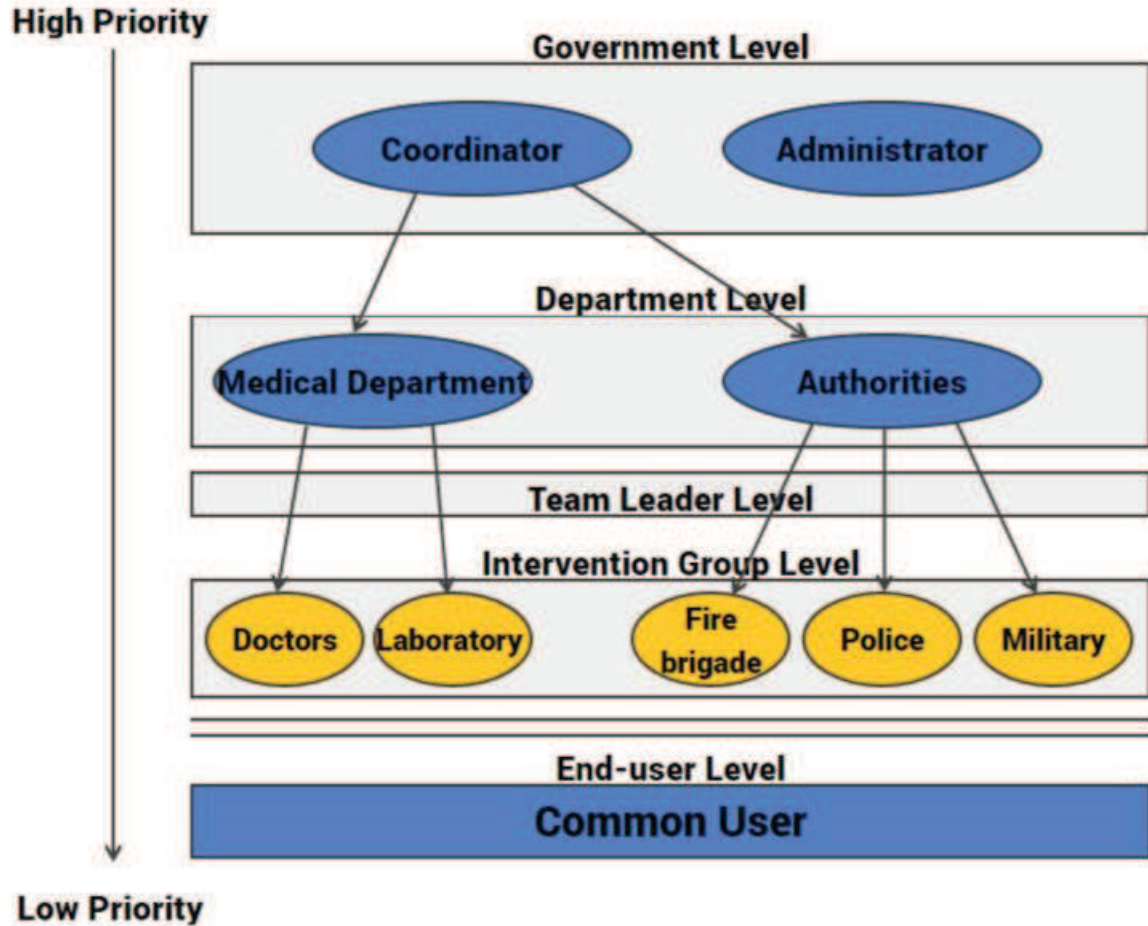 High Priority
Government Level
Coordinator
Administrator
Department Level
Medical Department
Authorities
Team Leader Level
Intervention Group Level
Doctors
Laboratory
Fire
brigade
Police
Military
End-user Level
Common User
Low Priority